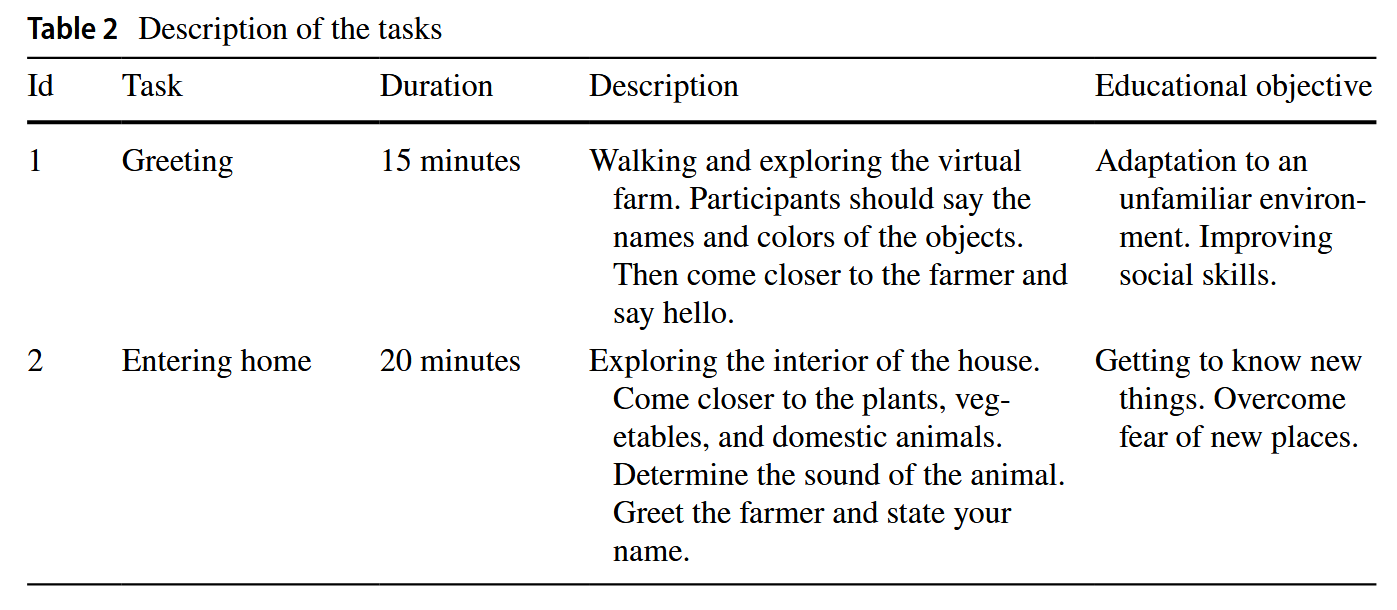 Table 2 Description of the tasks
Id Task Duration Description Educational objective
1 Greeting 15 minutes Walking and exploring the virtual Adaptation to an
farm. Participants should say the unfamiliar environ-
names and colors of the objects. ment. Improving
Then come closer to the farmer and social skills.
say hello.
2 Entering home 20 minutes Exploring the interior of the house. Getting to know new
Come closer to the plants, veg- things. Overcome
etables, and domestic animals. fear of new places.
Determine the sound of the animal.
Greet the farmer and state your
name.